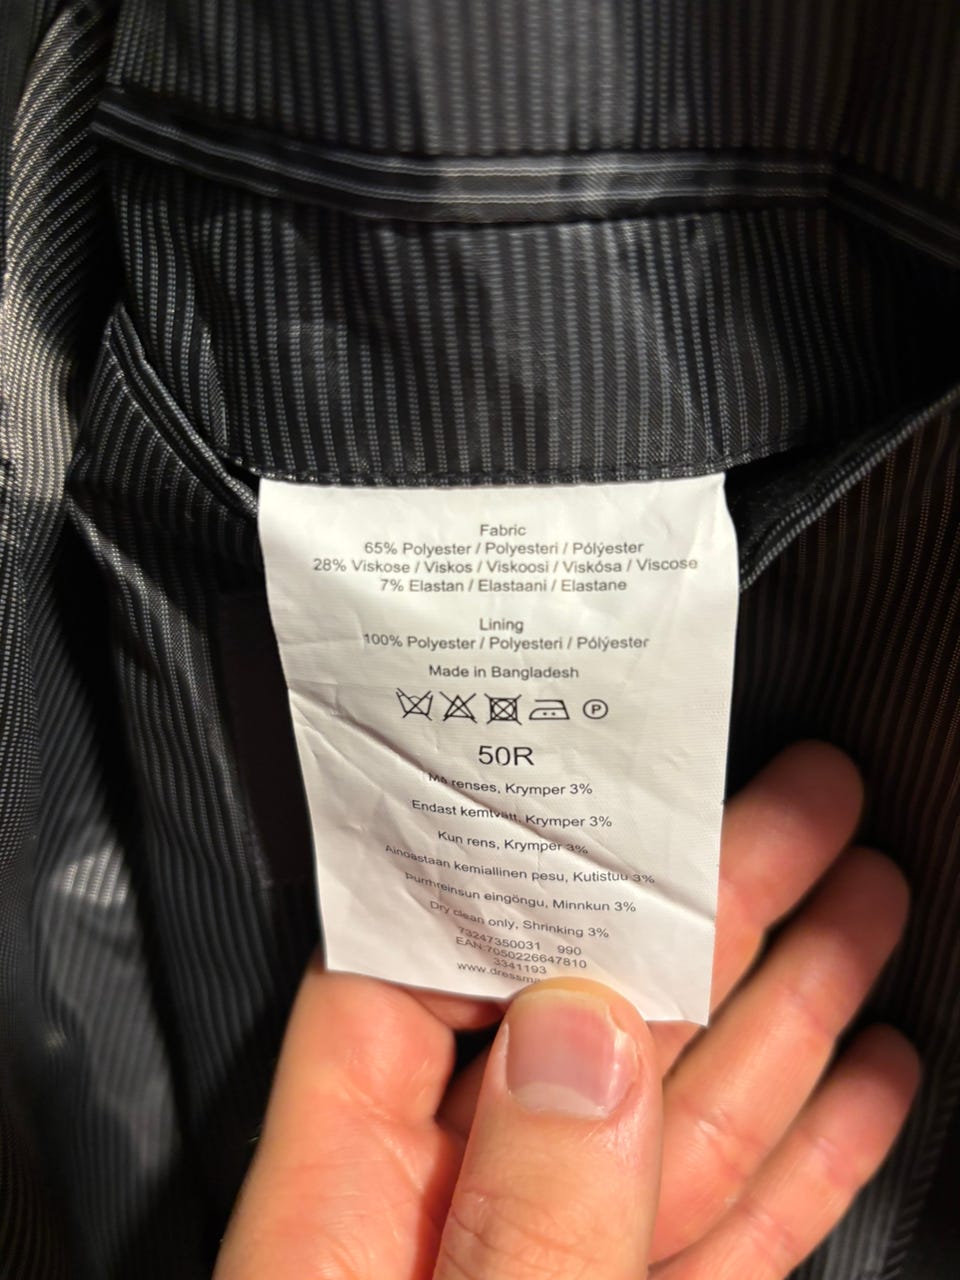 Fabric
65% Polyester / Polyesteri / Pólýester
28% Viskose / Viskos / Viskoosi / Viskósa / Viscose
7% Elastan / Elastaani / Elastane
Lining
100% Polyester / Polyesteri / Pólýester
Made in Bangladesh
P
50R
Må renses, Krymper 3%
Endast kemtvätt, Krymper 3%
Kun rens, Krymper 3%
Ainoastaan kemiallinen pesu, Kutistuu 3%
Þurrhreinsun eingöngu, Minnkun 3%
Dry clean only, Shrinking 3%
73247350031 990
EAN:7050226647810
3341193